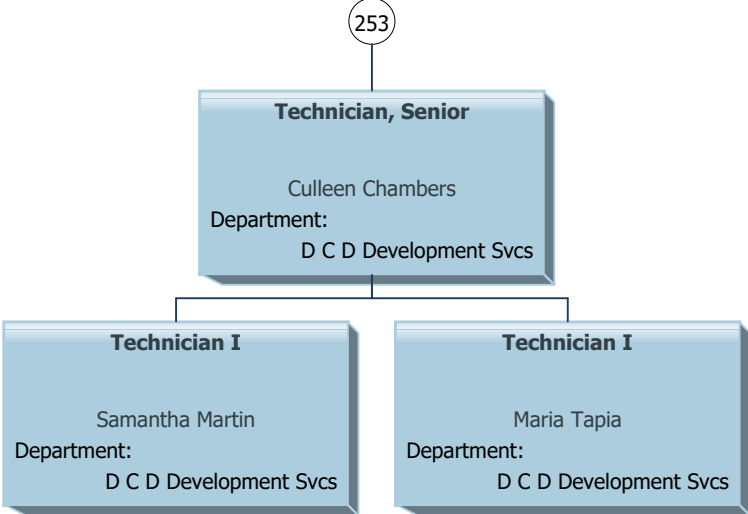 253
Technician, Senior
Culleen Chambers
Department:
D C D Development Svcs
Technician I
Samantha Martin
Department:
D C D Development Svcs
Technician I
Maria Tapia
Department:
D C D Development Svcs